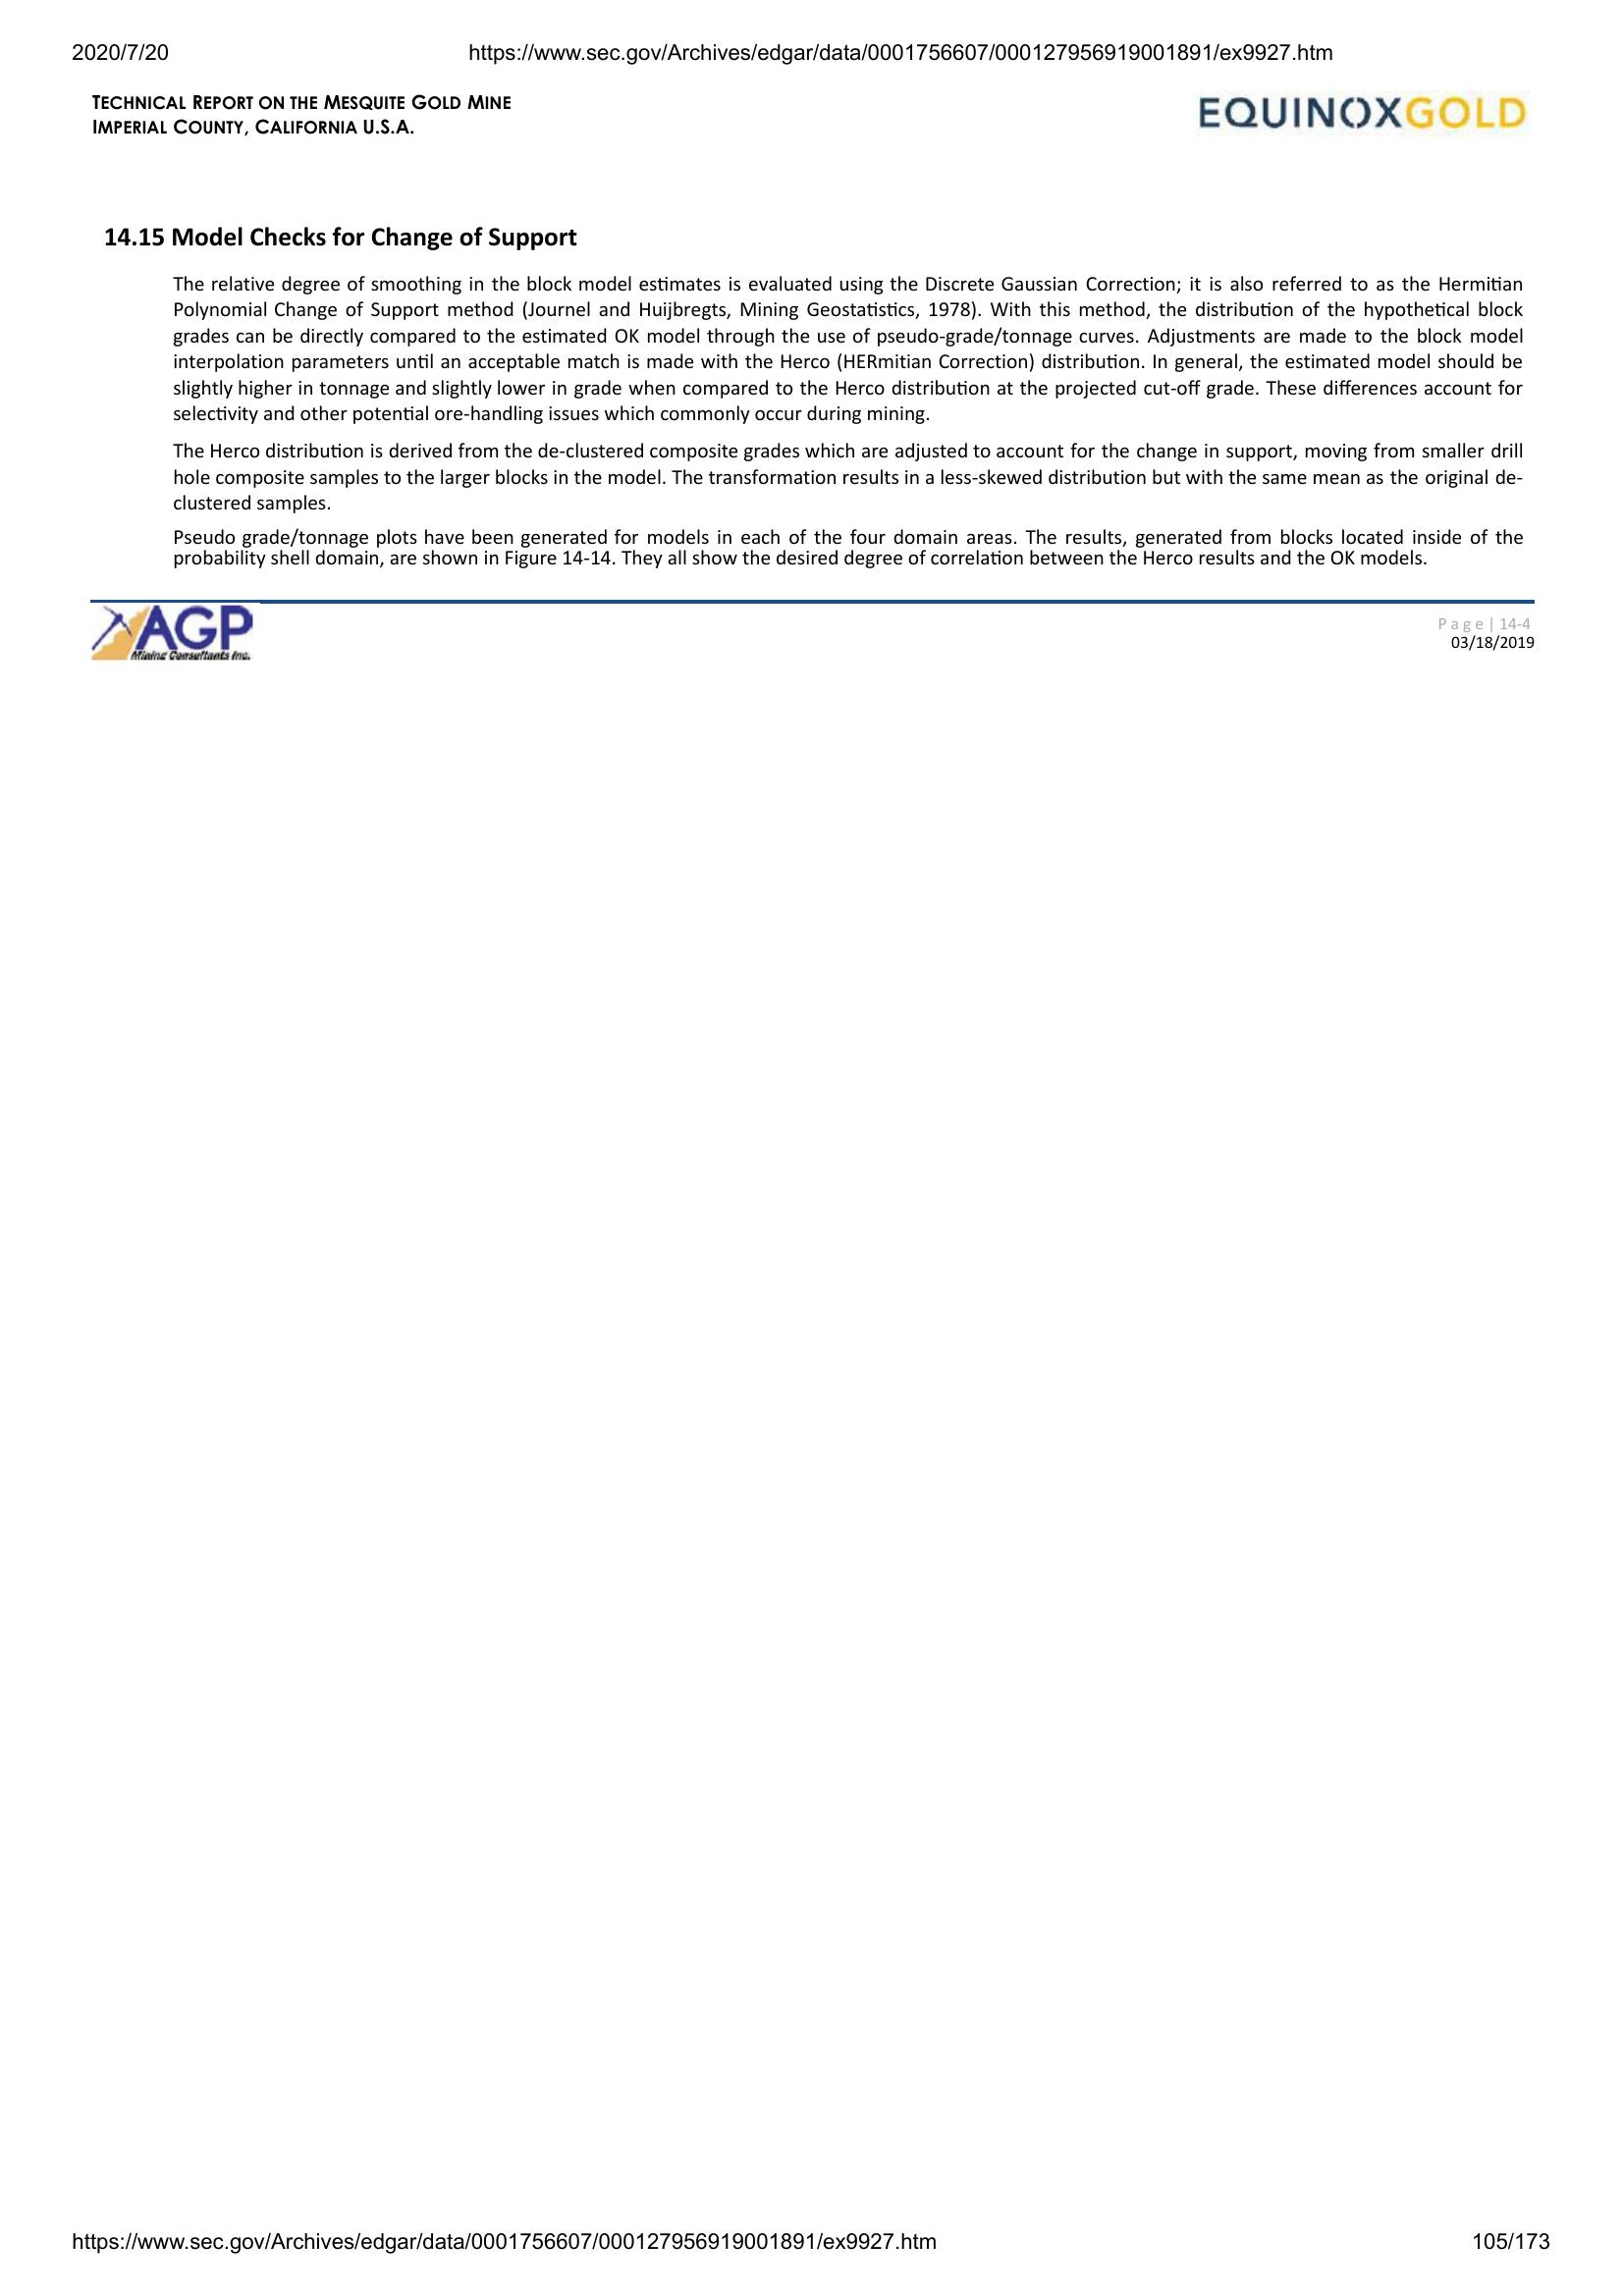 2020/7/20 https://www.sec.gov/Archives/edgar/data/0001756607/000127956919001891/ex9927.htm
TECHNICAL REPORT ON THE MESQUITE GOLD MINE
IMPERIAL COUNTY, CALIFORNIA U.S.A.
EQUINOXGOLD
14.15 Model Checks for Change of Support
The relative degree of smoothing in the block model estimates is evaluated using the Discrete Gaussian Correction; it is also referred to as the Hermitian
Polynomial Change of Support method (Journel and Huijbregts, Mining Geostatistics, 1978). With this method, the distribution of the hypothetical block
grades can be directly compared to the estimated OK model through the use of pseudo-grade/tonnage curves. Adjustments are made to the block model
interpolation parameters until an acceptable match is made with the Herco (HERmitian Correction) distribution. In general, the estimated model should be
slightly higher in tonnage and slightly lower in grade when compared to the Herco distribution at the projected cut-off grade. These differences account for
selectivity and other potential ore-handling issues which commonly occur during mining.
The Herco distribution is derived from the de-clustered composite grades which are adjusted to account for the change in support, moving from smaller drill
hole composite samples to the larger blocks in the model. The transformation results in a less-skewed distribution but with the same mean as the original de-
clustered samples.
Pseudo grade/tonnage plots have been generated for models in each of the four domain areas. The results, generated from blocks located inside of the
probability shell domain, are shown in Figure 14-14. They all show the desired degree of correlation between the Herco results and the OK models.
AGP
Mining Consultants Inc.
Page | 14-4
03/18/2019
https://www.sec.gov/Archives/edgar/data/0001756607/000127956919001891/ex9927.htm 105/173